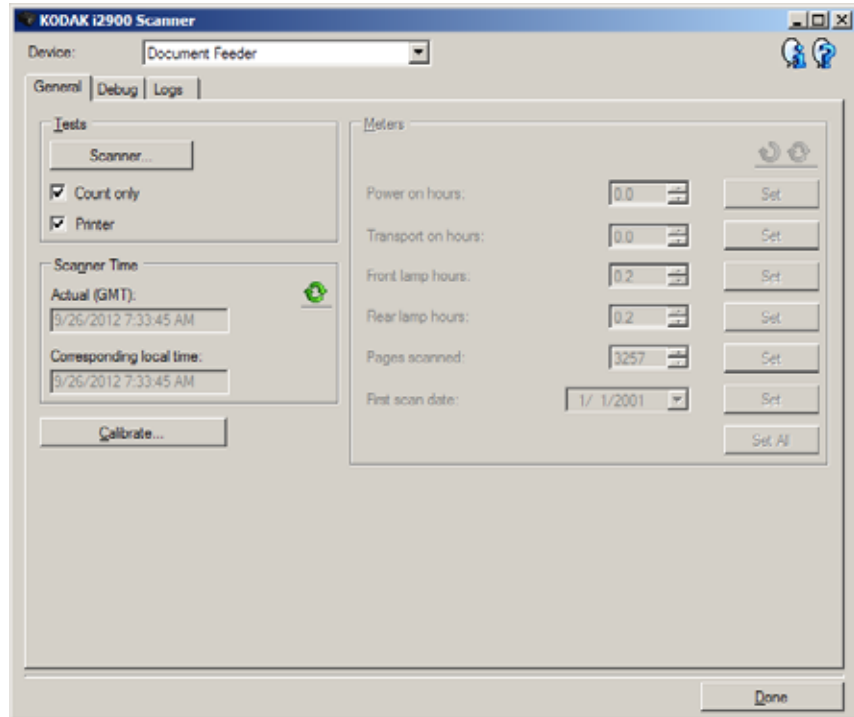 KODAK i2900 Scanner
Device: Document Feeder
General Debug Logs
Tests
Scanner...
Count only
Printer
Scanner Time
Actual (GMT):
9/26/2012 7:33:45 AM
Corresponding local time:
9/26/2012 7:33:45 AM
Calibrate...
Meters
Power on hours: 0.0 Set
Transport on hours: 0.0 Set
Front lamp hours: 0.2 Set
Rear lamp hours: 0.2 Set
Pages scanned: 3257 Set
First scan date: 1/ 1/2001 Set
Set All
Done